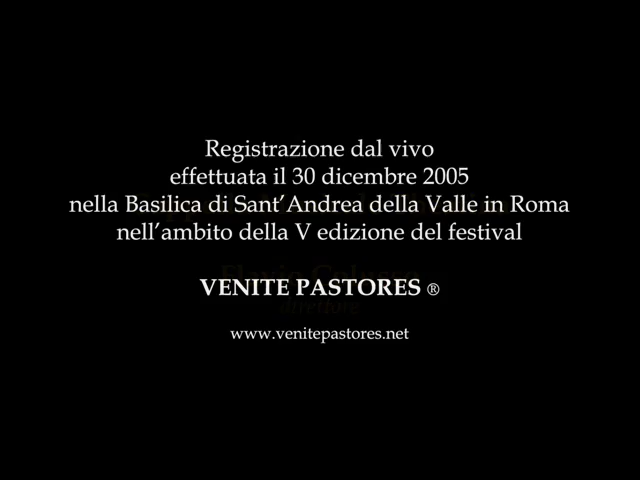 Registrazione dal vivo
effettuata il 30 dicembre 2005
nella Basilica di Sant'Andrea della Valle in Roma
nell'ambito della V edizione del festival
VENITE PASTORES ®
direttore
www.venitepastores.net